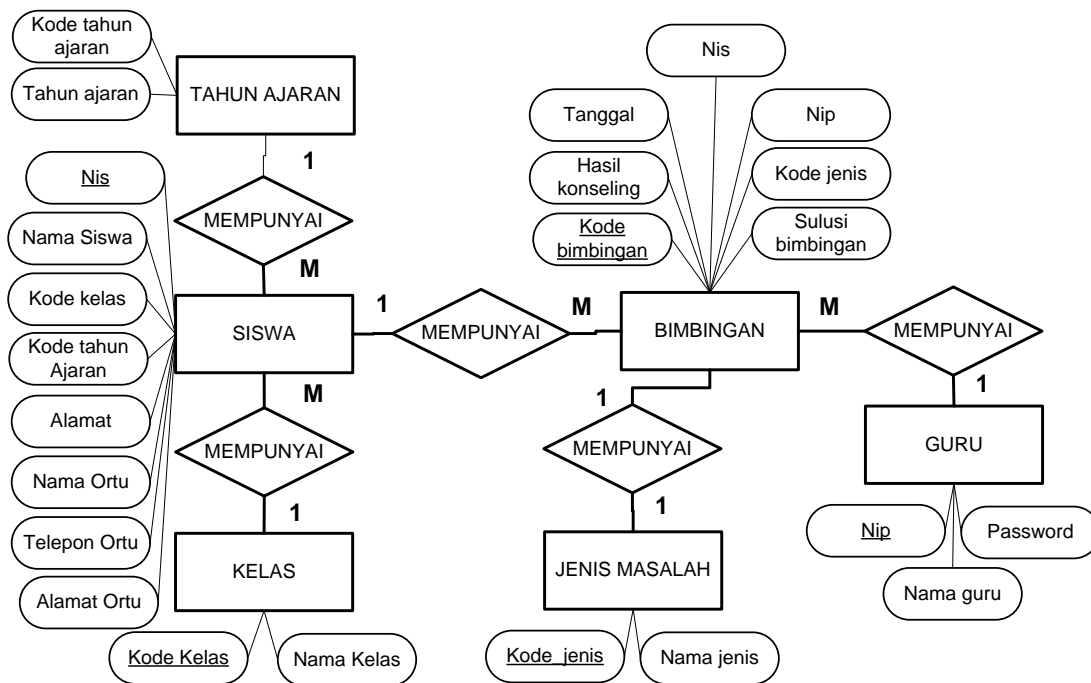 Kode tahun
ajaran
Tahun ajaran
TAHUN AJARAN
1
MEMPUNYAI
M
Nis
Nama Siswa
Kode kelas
Kode tahun
Ajaran
Alamat
Nama Ortu
Telepon Ortu
Alamat Ortu
SISWA
M
MEMPUNYAI
1
KELAS
Kode Kelas
Nama Kelas
1
MEMPUNYAI
M
Nis
Tanggal
Nip
Hasil
konseling
Kode jenis
Kode
bimbingan
Sulusi
bimbingan
BIMBINGAN
1
MEMPUNYAI
1
JENIS MASALAH
Kode_jenis
Nama jenis
M
MEMPUNYAI
1
GURU
Nip
Password
Nama guru